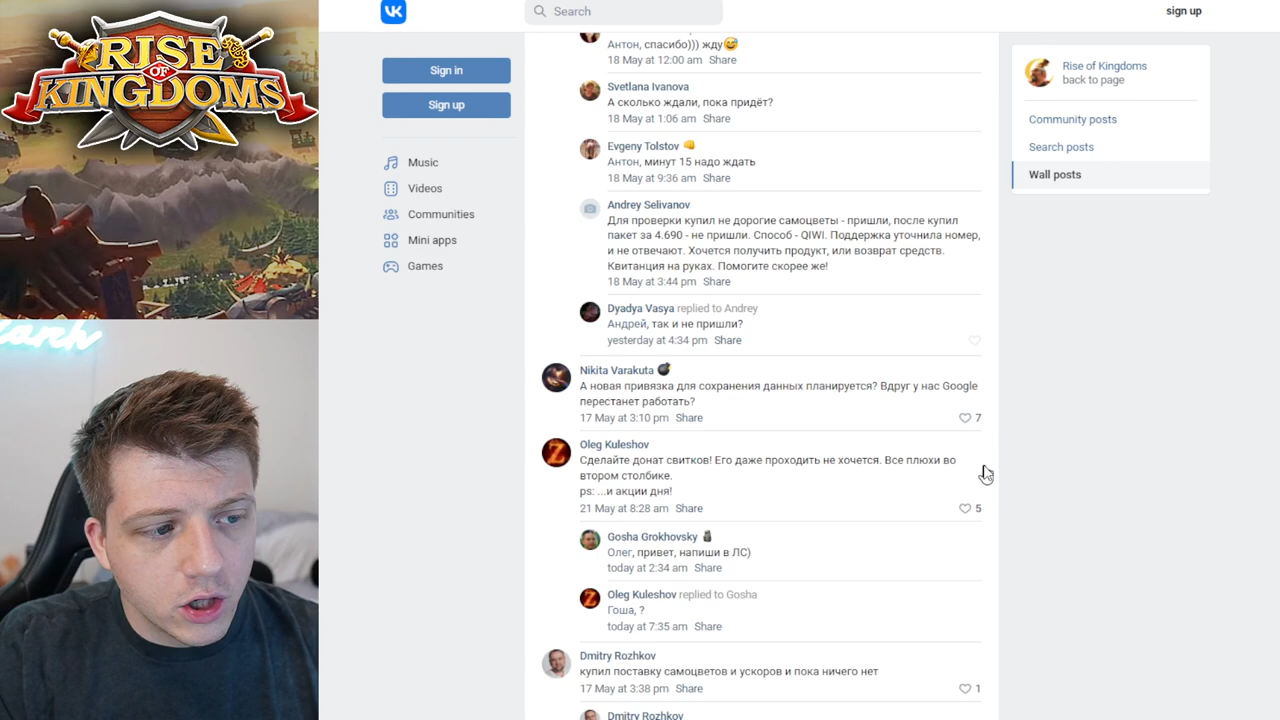 RISE
OF
KINGDOMS
Search
sign up
Sign in
Sign up
Music
Videos
Communities
Mini apps
Games
Антон, спасибо))) жду
18 May at 12:00 am Share
Svetlana Ivanova
А сколько ждали, пока придёт?
18 May at 1:06 am Share
Evgeny Tolstov
Антон, минут 15 надо ждать
18 May at 9:36 am Share
Andrey Selivanov
Для проверки купил не дорогие самоцветы - пришли, после купил
пакет за 4.690 - не пришли. Способ - QIWI. Поддержка уточнила номер,
и не отвечают. Хочется получить продукт, или возврат средств.
Квитанция на руках. Помогите скорее же!
18 May at 3:44 pm Share
Dyadya Vasya replied to Andrey
Андрей, так и не пришли?
yesterday at 4:34 pm Share
Nikita Varakuta
А новая привязка для сохранения данных планируется? Вдруг у нас Google
перестанет работать?
17 May at 3:10 pm Share 7
Oleg Kuleshov
Сделайте донат свитков! Его даже проходить не хочется. Все плюхи во
втором столбике.
ps: ...и акции дня!
21 May at 8:28 am Share 5
Gosha Grokhovsky
Олег, привет, напиши в ЛС)
today at 2:34 am Share
Oleg Kuleshov replied to Gosha
Гоша, ?
today at 7:35 am Share
Dmitry Rozhkov
купил поставку самоцветов и ускоров и пока ничего нет
17 May at 3:38 pm Share 1
Dmitry Rozhkov
Rise of Kingdoms
back to page
Community posts
Search posts
Wall posts